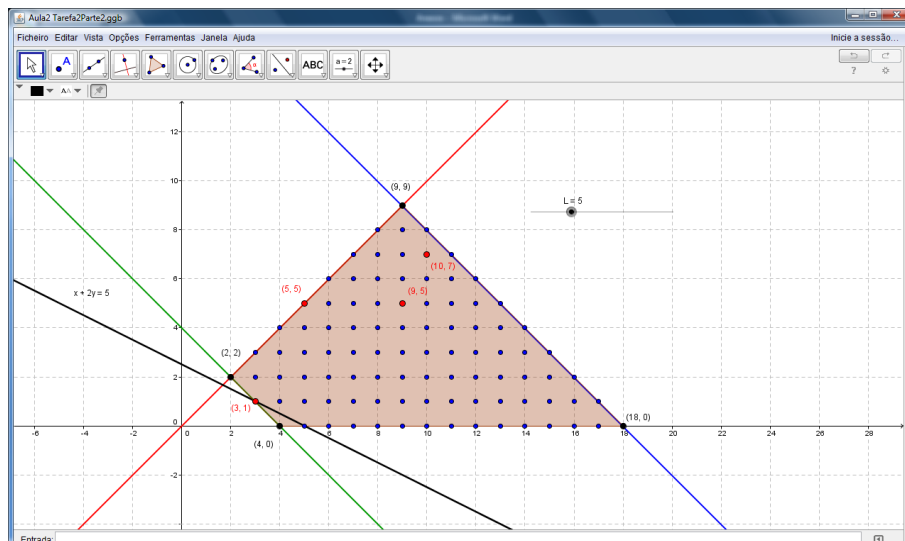 Aula2 Tarefa2Parte2.ggb
Ficheiro Editar Vista Opções Ferramentas Janela Ajuda
Inicie a sessão...
A
α
ABC
a = 2
?
AA
12
(9, 9)
L = 5
10
8
(10, 7)
6
(5, 5)
(9, 5)
x + 2y = 5
4
(2, 2)
2
(3, 1)
(18, 0)
0
-6 -4 -2 0 2 4 6 8 10 12 14 16 18 20 22 24 26 28
(4, 0)
-2
-4
Entrada: